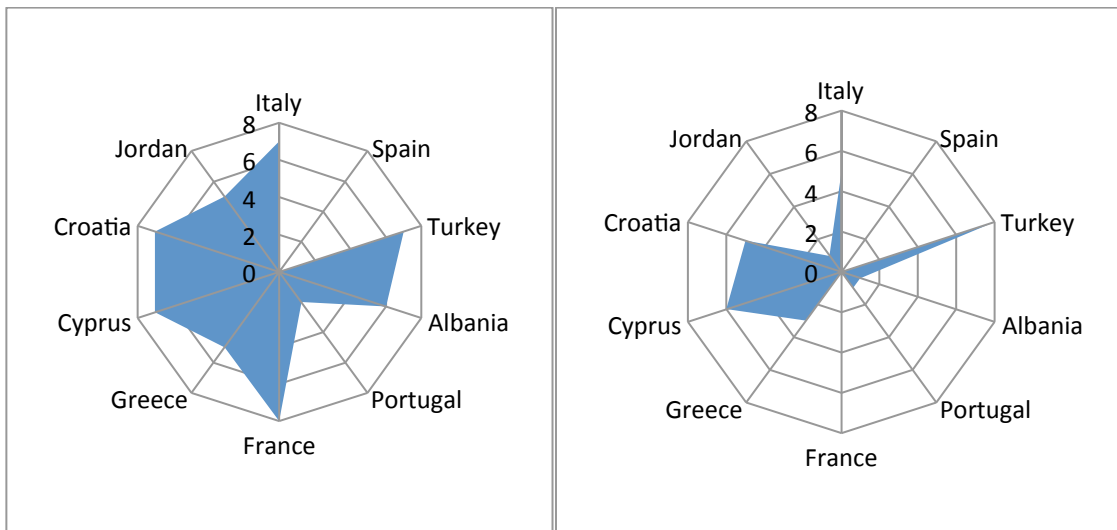 Italy
8
Jordan
Spain
6
4
Croatia
Turkey
2
0
Cyprus
Albania
Greece
Portugal
France
Italy
8
Jordan
Spain
6
4
Croatia
Turkey
2
0
Cyprus
Albania
Greece
Portugal
France